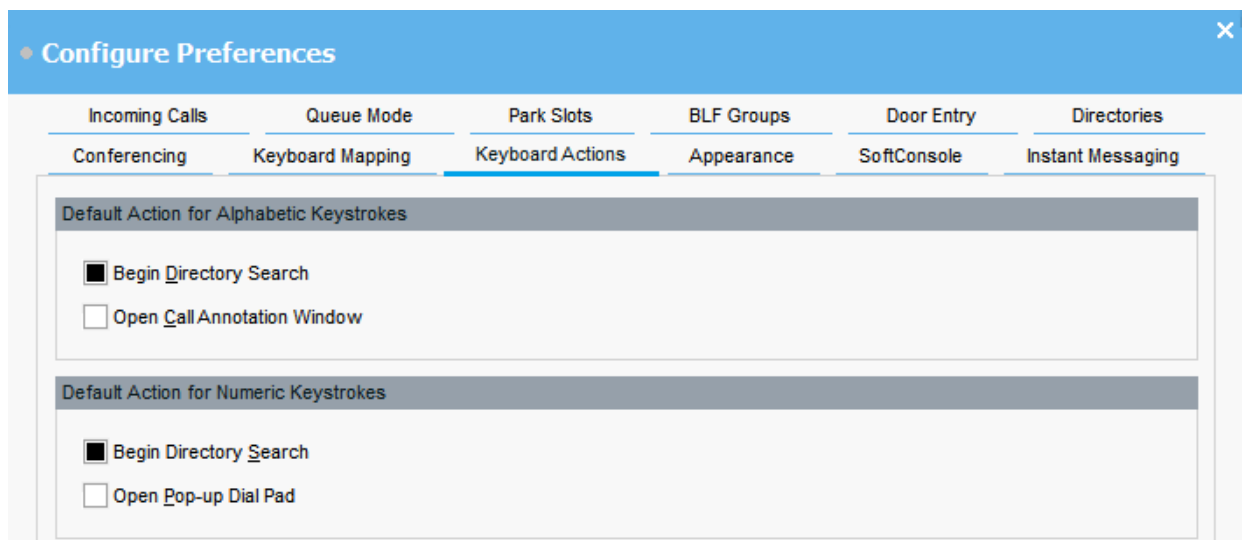 Configure Preferences
Incoming Calls Queue Mode Park Slots BLF Groups Door Entry Directories
Conferencing Keyboard Mapping Keyboard Actions Appearance SoftConsole Instant Messaging
Default Action for Alphabetic Keystrokes
Begin Directory Search
Open Call Annotation Window
Default Action for Numeric Keystrokes
Begin Directory Search
Open Pop-up Dial Pad